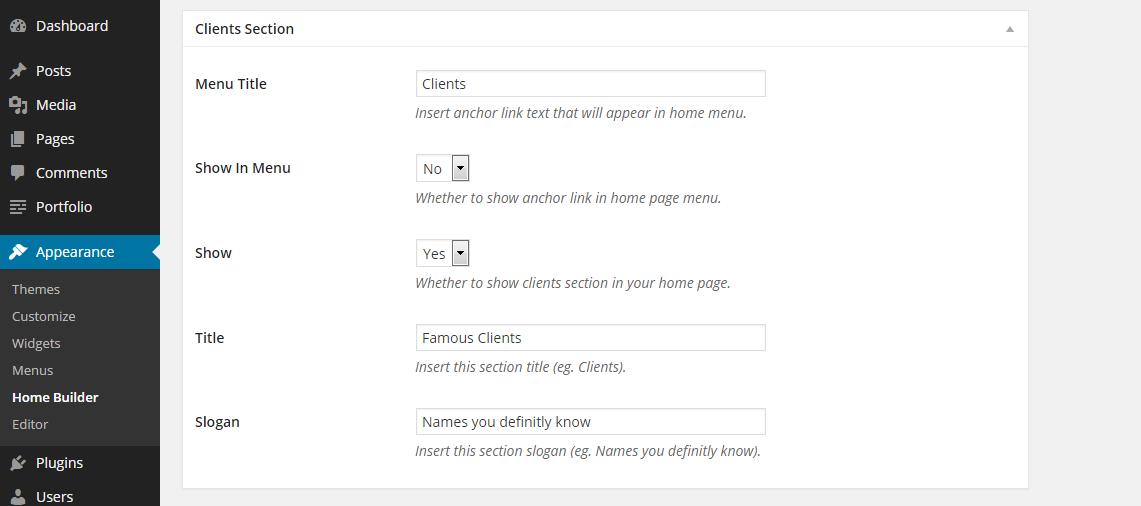 Dashboard
Posts
Media
Pages
Comments
Portfolio
Appearance
Themes
Customize
Widgets
Menus
Home Builder
Editor
Plugins
Users
Clients Section
Menu Title
Clients
Insert anchor link text that will appear in home menu.
Show In Menu
No
Whether to show anchor link in home page menu.
Show
Yes
Whether to show clients section in your home page.
Title
Famous Clients
Insert this section title (eg. Clients).
Slogan
Names you definitly know
Insert this section slogan (eg. Names you definitly know).